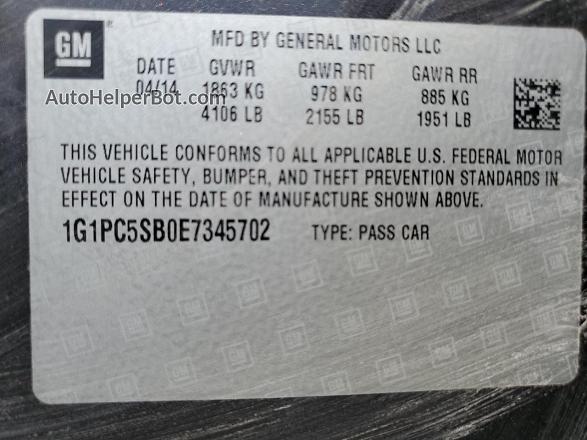 GM
MFD BY GENERAL MOTORS LLC
DATE GVWR GAWR FRT GAWR RR
04/14 1863 KG 978 KG 885 KG
AutoHelperBot.com
4106 LB 2155 LB 1951 LB
THIS VEHICLE CONFORMS TO ALL APPLICABLE U.S. FEDERAL MOTOR
VEHICLE SAFETY, BUMPER, AND THEFT PREVENTION STANDARDS IN
EFFECT ON THE DATE OF MANUFACTURE SHOWN ABOVE.
1G1PC5SB0E7345702 TYPE: PASS CAR